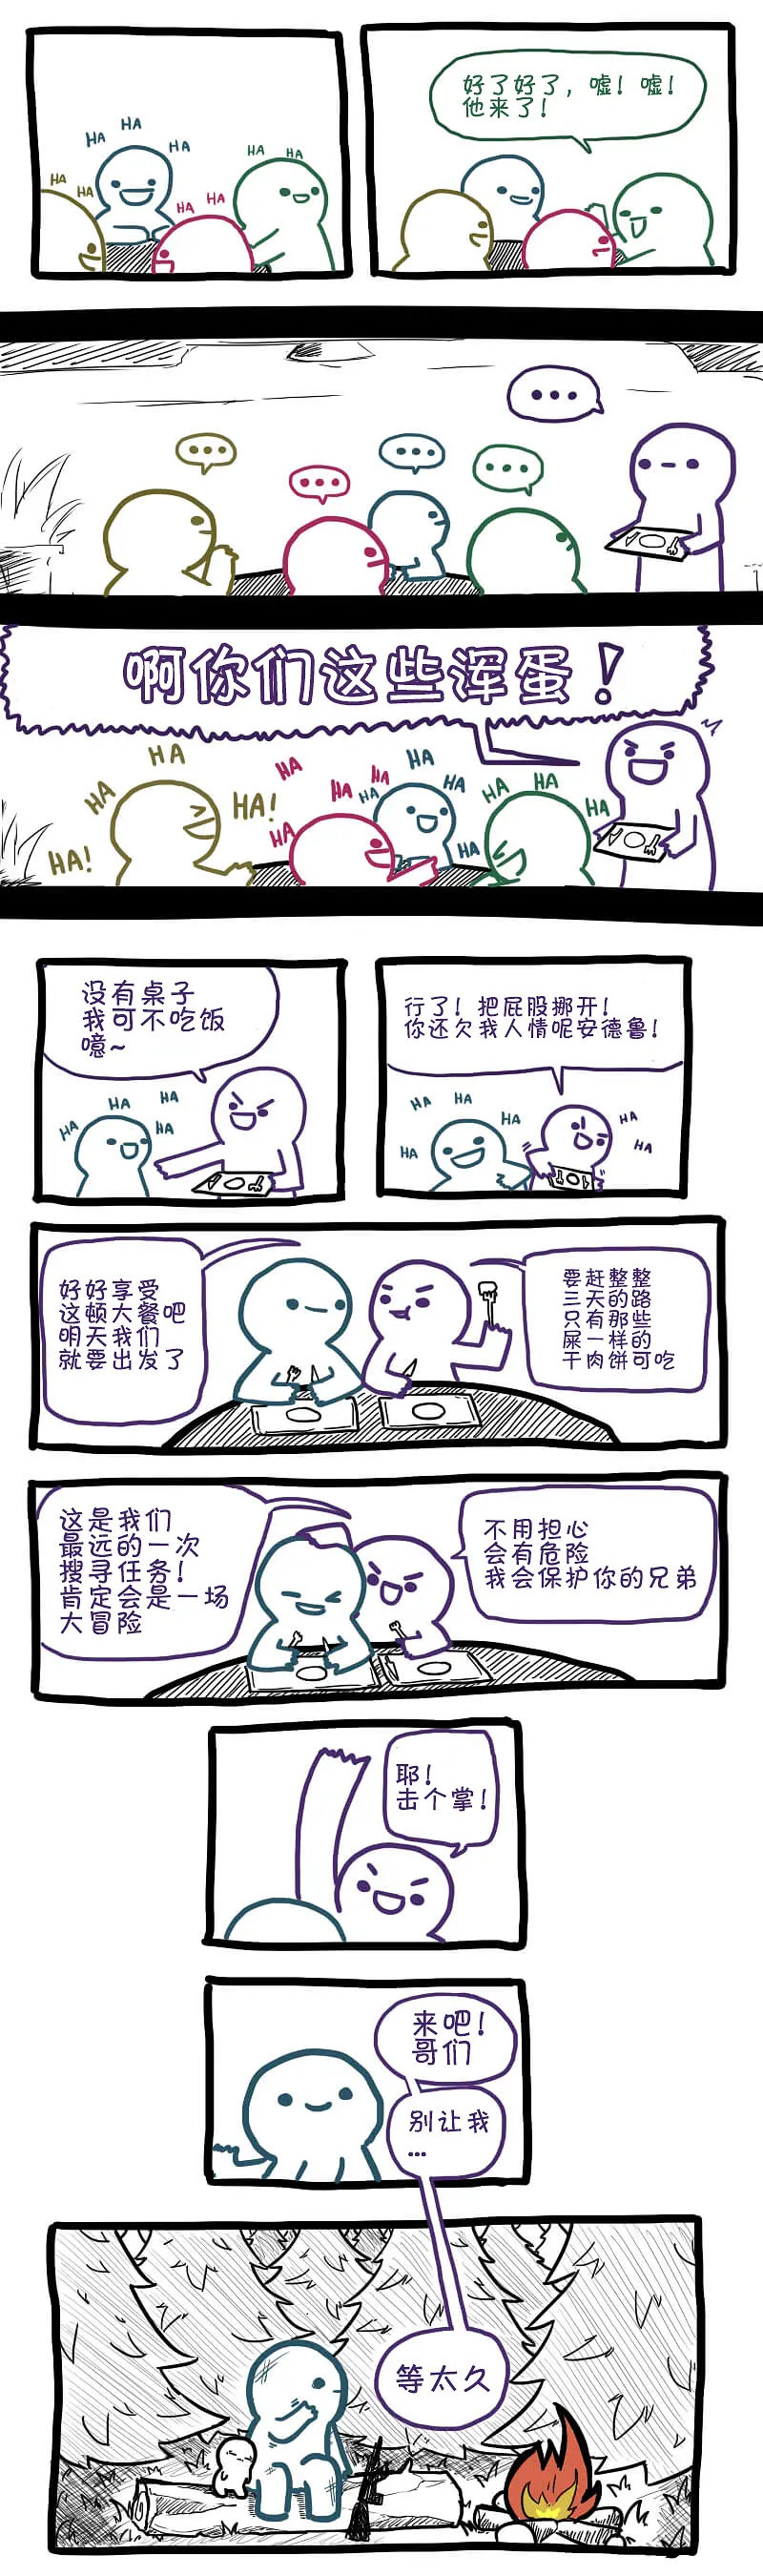 HA
HA
HA
HA
HA
HA
HA
HA
HA
好了好了，嘘！嘘！
他来了！
...
...
...
...
...
啊你们这些浑蛋！
HA
HA
HA!
HA!
HA
HA
HA
HA
HA
HA
HA
HA
HA
HA
HA
没有桌子
我可不吃饭
噫~
HA
HA
HA
HA
行了！把屁股挪开！
你还欠我人情呢安德鲁！
HA
HA
HA
HA
HA
HA
好好享受
这顿大餐吧
明天我们
就要出发了
要赶整整
三天的路
只有那些
屎一样的
干肉饼可吃
这是我们
最远的一次
搜寻任务！
肯定会是一场
大冒险
不用担心
会有危险
我会保护你的兄弟
耶！
击个掌！
来吧！
哥们
别让我
...
等太久